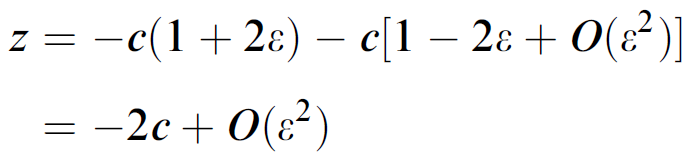 z = −c(1 + 2ε) − c[1 − 2ε + O(ε²)]
= −2c + O(ε²)